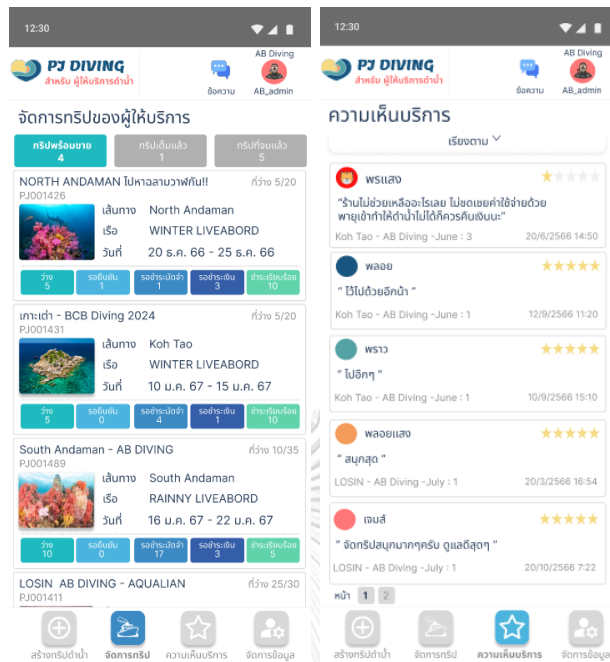 12:30
PJ DIVING
สำหรับ ผู้ให้บริการดำน้ำ
ข้อความ
AB Diving
AB_admin
จัดการทริปของผู้ให้บริการ
ทริปพร้อมขาย
4
ทริปเต็มแล้ว
1
ทริปที่จบแล้ว
5
NORTH ANDAMAN ไปหาฉลามวาฬกัน!! ที่ว่าง 5/20
PJ001426
เส้นทาง North Andaman
เรือ WINTER LIVEABORD
วันที่ 20 ธ.ค. 66 - 25 ธ.ค. 66
ว่าง
5
รอยืนยัน
1
รอชำระมัดจำ
1
รอชำระเงิน
3
ชำระเรียบร้อย
10
เกาะเต่า - BCB Diving 2024 ที่ว่าง 5/20
PJ001431
เส้นทาง Koh Tao
เรือ WINTER LIVEABORD
วันที่ 10 ม.ค. 67 - 15 ม.ค. 67
ว่าง
5
รอยืนยัน
0
รอชำระมัดจำ
4
รอชำระเงิน
1
ชำระเรียบร้อย
10
South Andaman - AB DIVING ที่ว่าง 10/35
PJ001489
เส้นทาง South Andaman
เรือ RAINNY LIVEABORD
วันที่ 16 ม.ค. 67 - 22 ม.ค. 67
ว่าง
10
รอยืนยัน
0
รอชำระมัดจำ
17
รอชำระเงิน
3
ชำระเรียบร้อย
5
LOSIN AB DIVING - AQUALIAN ที่ว่าง 25/30
PJ001411
สร้างทริปดำน้ำ
จัดการทริป
ความเห็นบริการ
จัดการข้อมูล
12:30
PJ DIVING
สำหรับ ผู้ให้บริการดำน้ำ
ข้อความ
AB Diving
AB_admin
ความเห็นบริการ
เรียงตาม
พรแสง
“ร้านไม่ช่วยเหลืออะไรเลย ไม่ชดเชยค่าใช้จ่ายด้วย
พายุเข้าทำให้ดำน้ำไม่ได้ก็ควรคืนเงินนะ”
Koh Tao - AB Diving -June : 3 20/6/2566 14:50
พลอย
“ ไว้ไปด้วยอีกน้า ”
Koh Tao - AB Diving -June : 1 12/9/2566 11:20
พราว
“ ไปอีกๆ ”
Koh Tao - AB Diving -June : 1 10/9/2566 15:10
พลอยแสง
“ สนุกสุด ”
LOSIN - AB Diving -July : 1 20/3/2566 16:54
เจมส์
“ จัดทริปสนุกมากๆครับ ดูแลดีสุดๆ ”
LOSIN - AB Diving -July : 1 20/10/2566 7:22
หน้า 1 2
สร้างทริปดำน้ำ
จัดการทริป
ความเห็นบริการ
จัดการข้อมูล